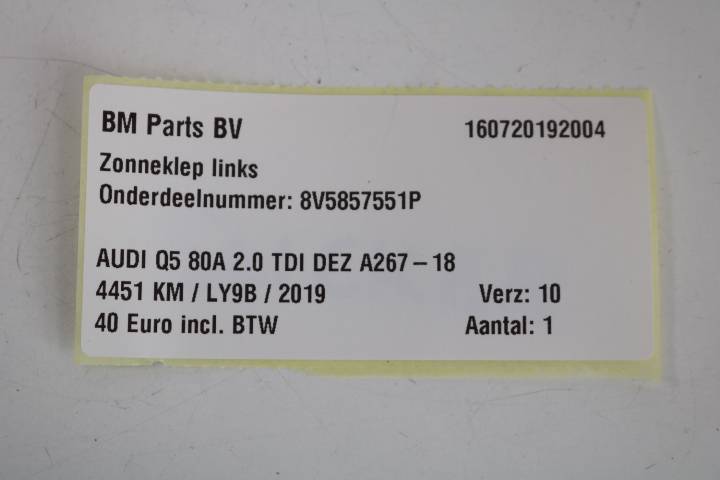 BM Parts BV 160720192004
Zonneklep links
Onderdeelnummer: 8V5857551P
AUDI Q5 80A 2.0 TDI DEZ A267-18
4451 KM / LY9B / 2019 Verz: 10
40 Euro incl. BTW Aantal: 1